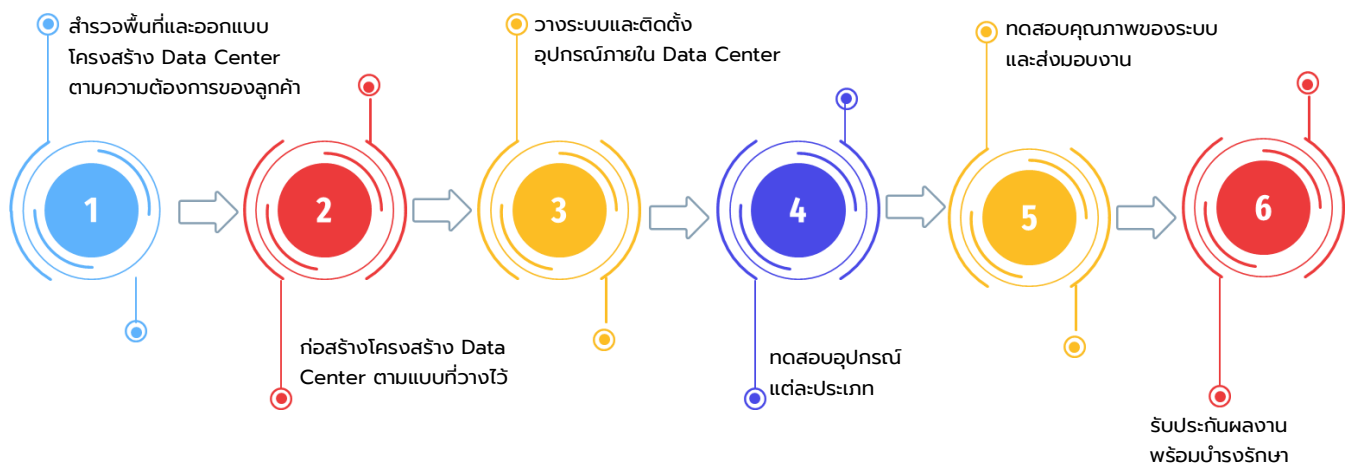 1
สำรวจพื้นที่และออกแบบ
โครงสร้าง Data Center
ตามความต้องการของลูกค้า
2
ก่อสร้างโครงสร้าง Data
Center ตามแบบที่วางไว้
3
วางระบบและติดตั้ง
อุปกรณ์ภายใน Data Center
4
ทดสอบอุปกรณ์
แต่ละประเภท
5
ทดสอบคุณภาพของระบบ
และส่งมอบงาน
6
รับประกันผลงาน
พร้อมบำรุงรักษา